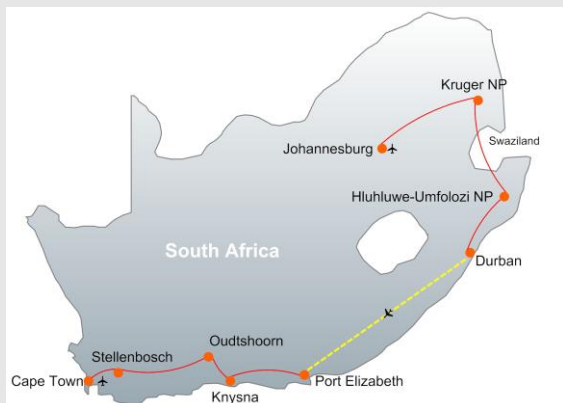 Kruger NP
Swaziland
Johannesburg
Hluhluwe-Umfolozi NP
South Africa
Durban
Oudtshoorn
Stellenbosch
Cape Town
Port Elizabeth
Knysna